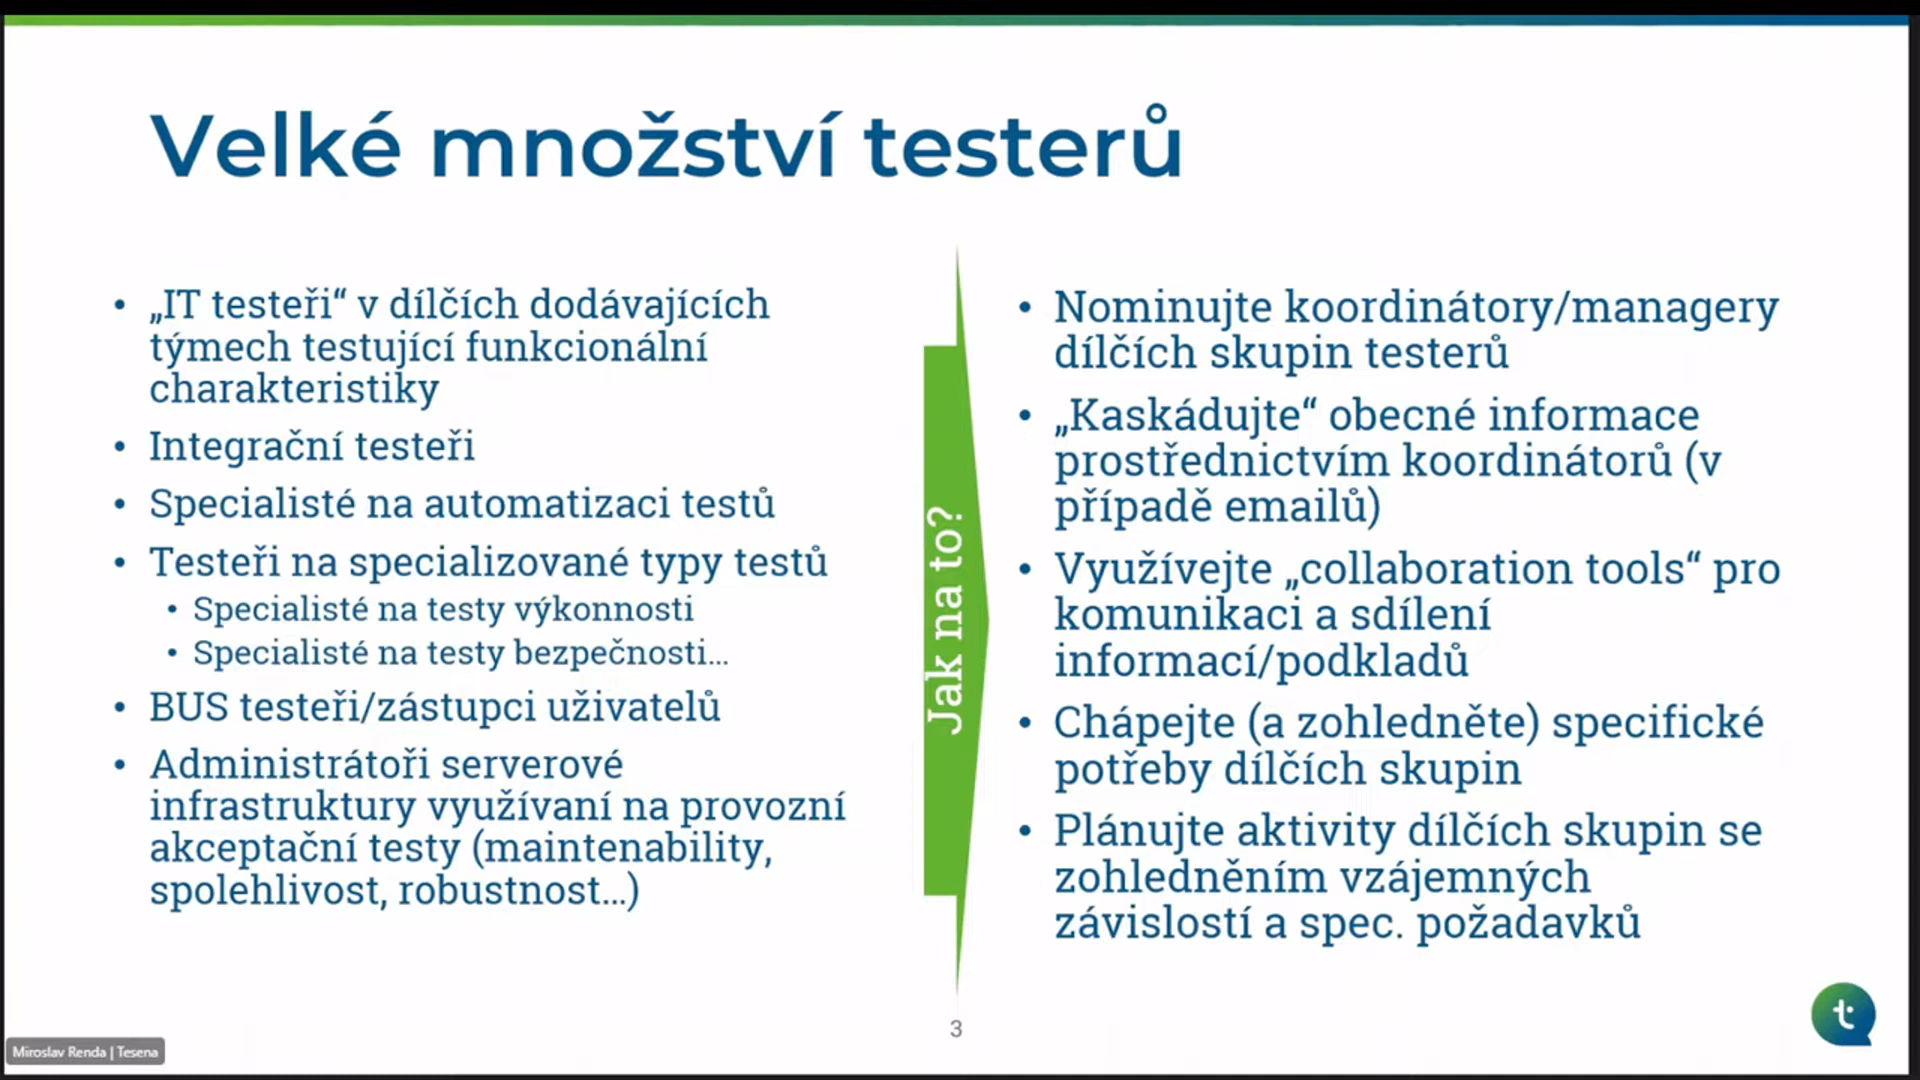 Velké množství testerů
• „IT testeři“ v dílčích dodávajících
týmech testující funkcionální
charakteristiky
• Integrační testeři
• Specialisté na automatizaci testů
• Testeři na specializované typy testů
• Specialisté na testy výkonnosti
• Specialisté na testy bezpečnosti...
• BUS testeři/zástupci uživatelů
• Administrátoři serverové
infrastruktury využívaní na provozní
akceptační testy (maintenability,
spolehlivost, robustnost...)
Jak na to?
• Nominujte koordinátory/managery
dílčích skupin testerů
• „Kaskádujte“ obecné informace
prostřednictvím koordinátorů (v
případě emailů)
• Využívejte „collaboration tools“ pro
komunikaci a sdílení
informací/podkladů
• Chápejte (a zohledněte) specifické
potřeby dílčích skupin
• Plánujte aktivity dílčích skupin se
zohledněním vzájemných
závislostí a spec. požadavků
3
t
Miroslav Renda | Tesena